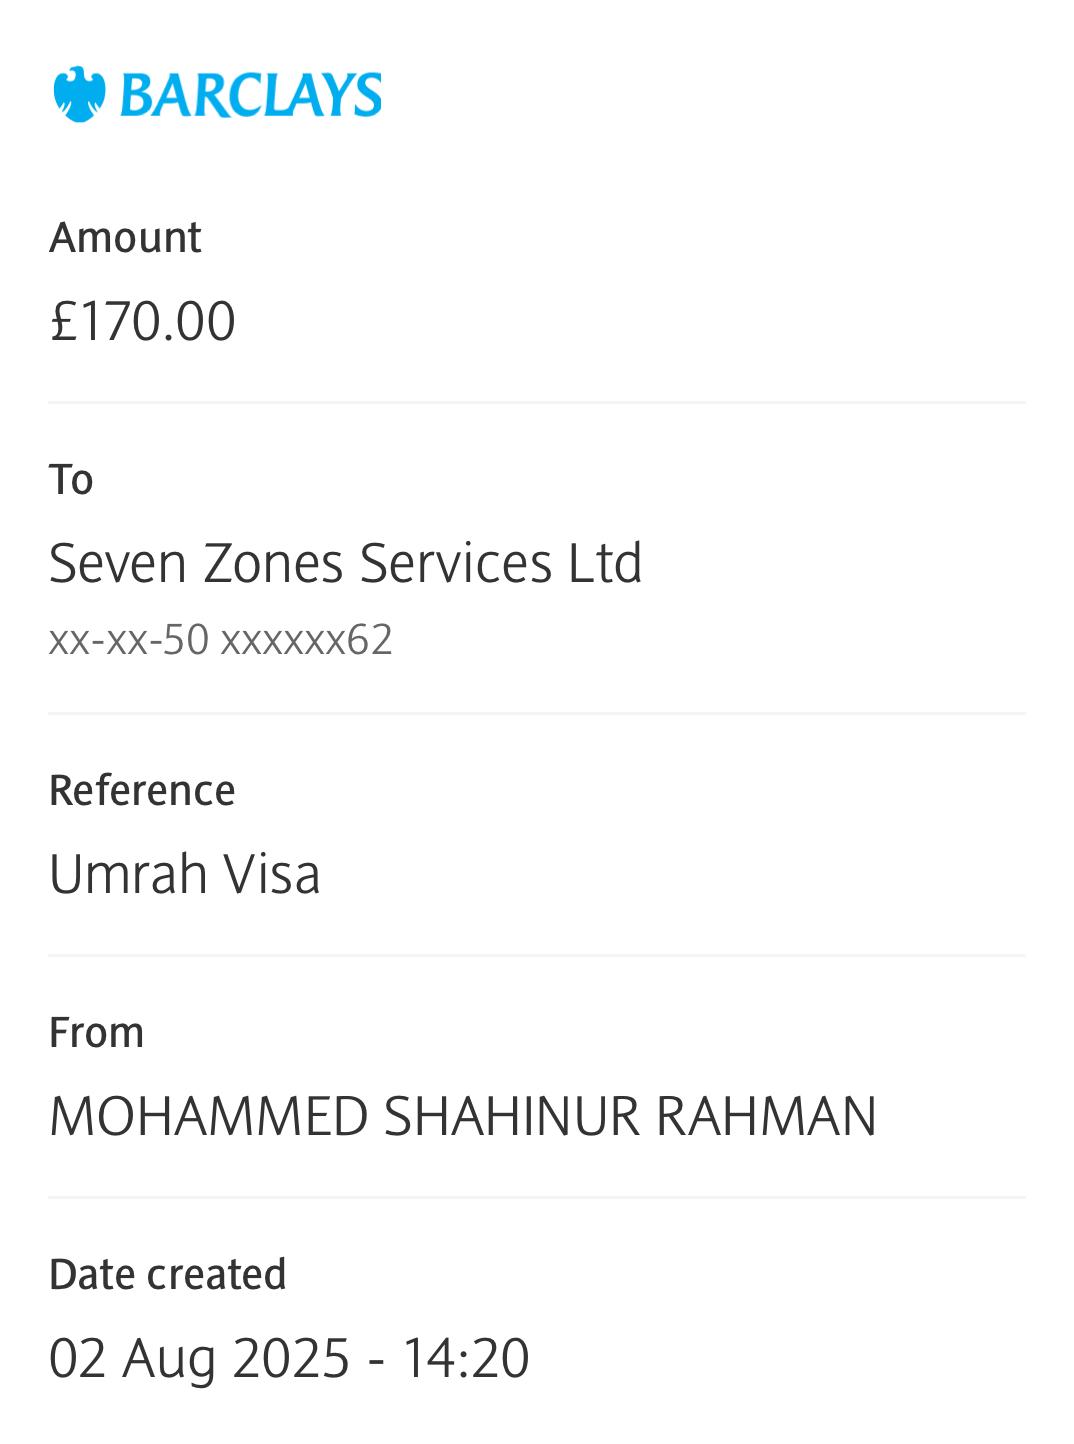 BARCLAYS
Amount
£170.00
To
Seven Zones Services Ltd
xx-xx-50 xxxxxx62
Reference
Umrah Visa
From
MOHAMMED SHAHINUR RAHMAN
Date created
02 Aug 2025 - 14:20